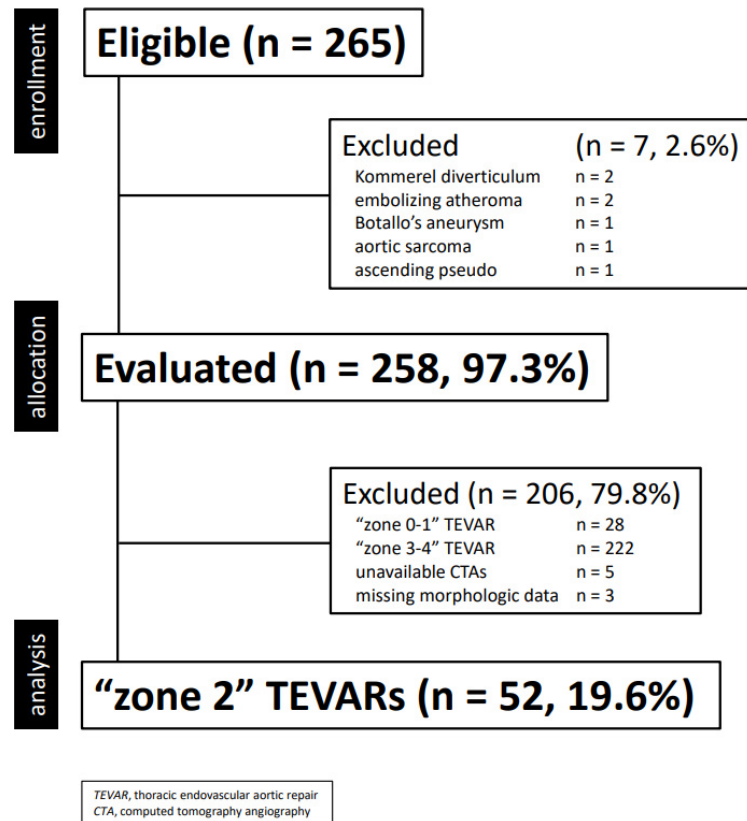 enrollment
Eligible (n = 265)
Excluded (n = 7, 2.6%)
Kommerel diverticulum n = 2
embolizing atheroma n = 2
Botallo’s aneurysm n = 1
aortic sarcoma n = 1
ascending pseudo n = 1
allocation
Evaluated (n = 258, 97.3%)
Excluded (n = 206, 79.8%)
“zone 0-1” TEVAR n = 28
“zone 3-4” TEVAR n = 222
unavailable CTAs n = 5
missing morphologic data n = 3
analysis
“zone 2” TEVARs (n = 52, 19.6%)
TEVAR, thoracic endovascular aortic repair
CTA, computed tomography angiography